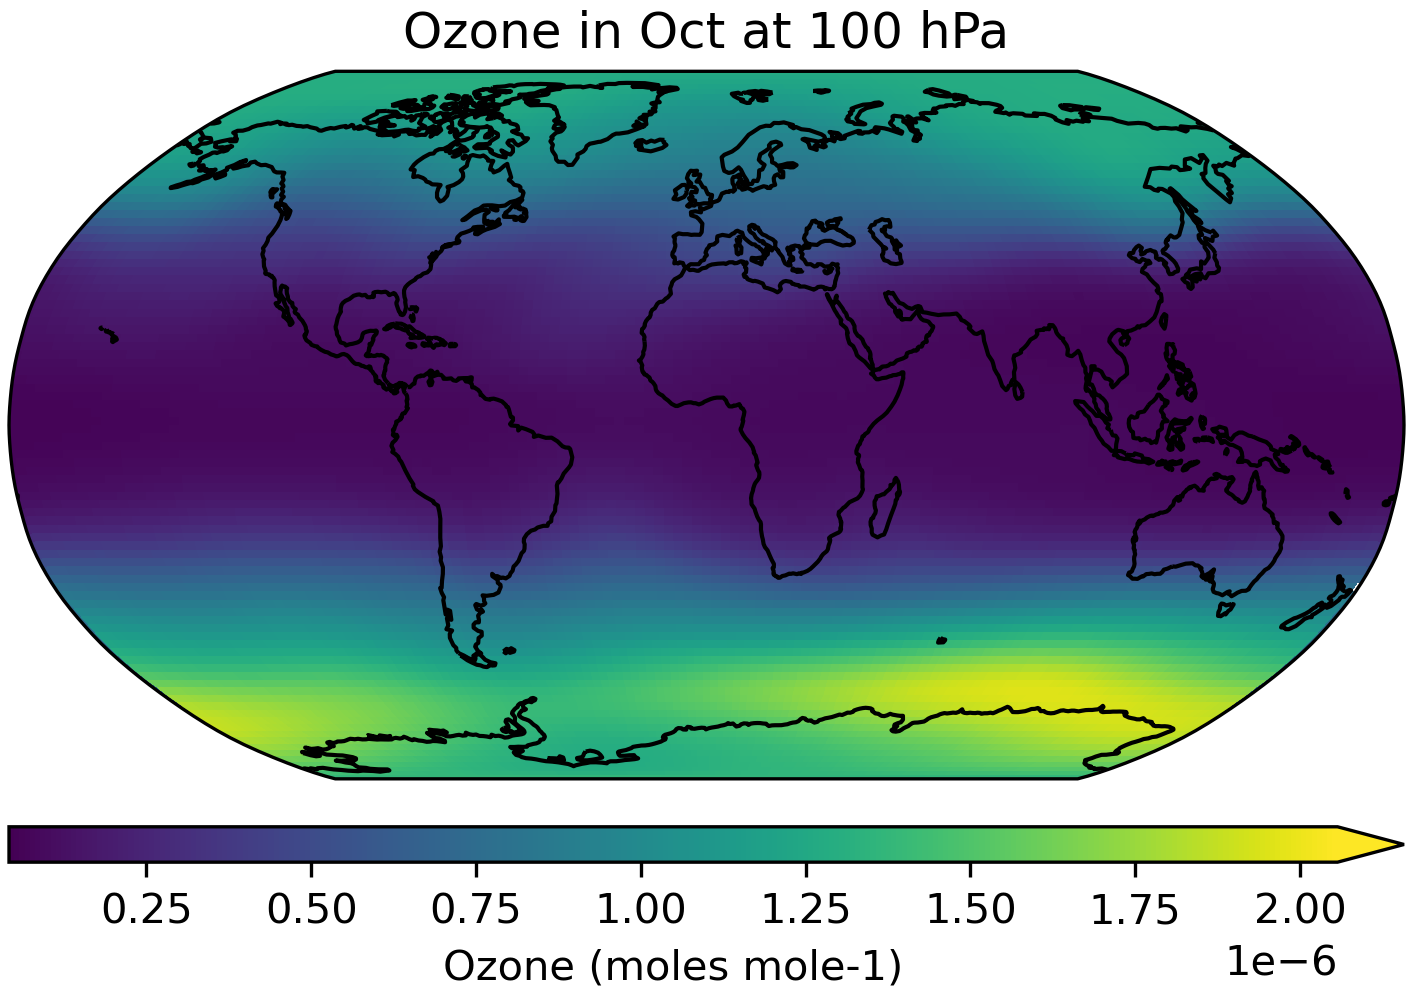 Ozone in Oct at 100 hPa
0.25 0.50 0.75 1.00 1.25 1.50 1.75 2.00
Ozone (moles mole-1)
1e−6